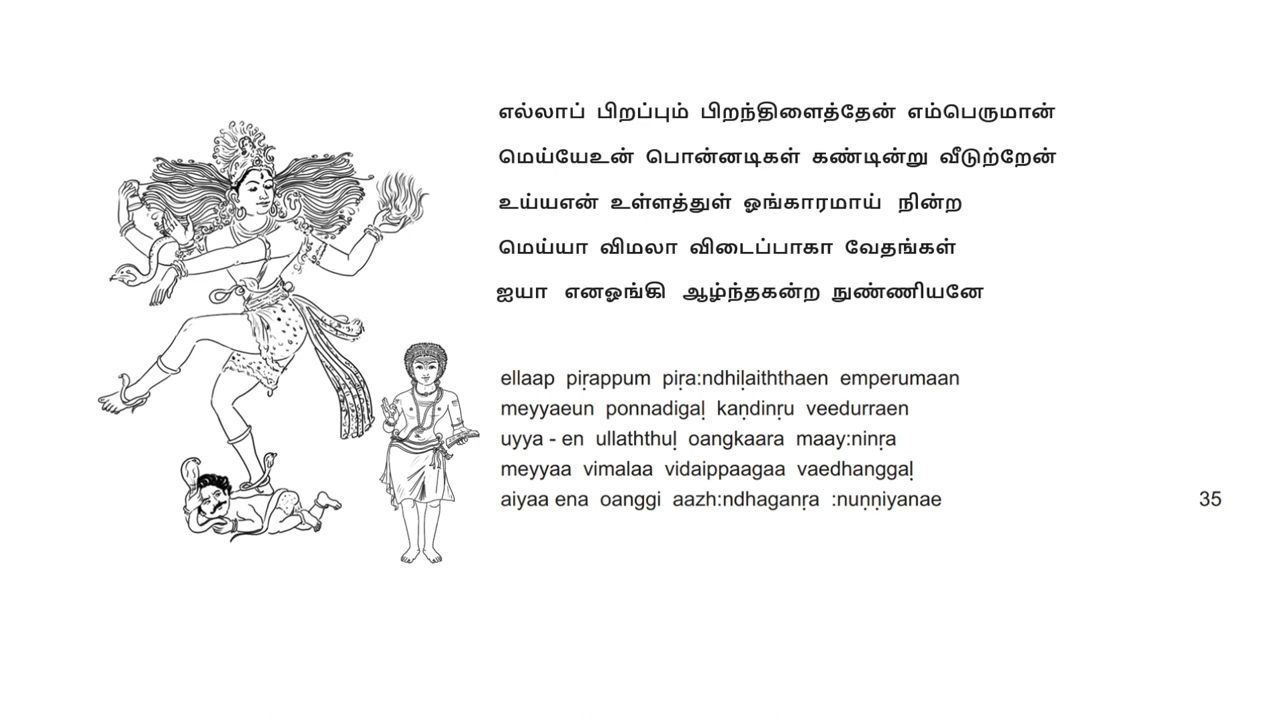 எல்லாப் பிறப்பும் பிறந்திளைத்தேன் எம்பெருமான்
மெய்யேஉன் பொன்னடிகள் கண்டின்று வீடுற்றேன்
உய்யஎன் உள்ளத்துள் ஓங்காரமாய் நின்ற
மெய்யா விமலா விடைப்பாகா வேதங்கள்
ஐயா எனஓங்கி ஆழ்ந்தகன்ற நுண்ணியனே
ellaap piṛappum piṛa:ndhiḷaiththaen emperumaan
meyyaeun ponnadigaḷ kaṇdinṛu veedurraen
uyya - en ullaththuḷ oangkaara maay:ninṛa
meyyaa vimalaa vidaippaagaa vaedhanggaḷ
aiyaa ena oanggi aazh:ndhaganṛa :nuṇṇiyanae 35